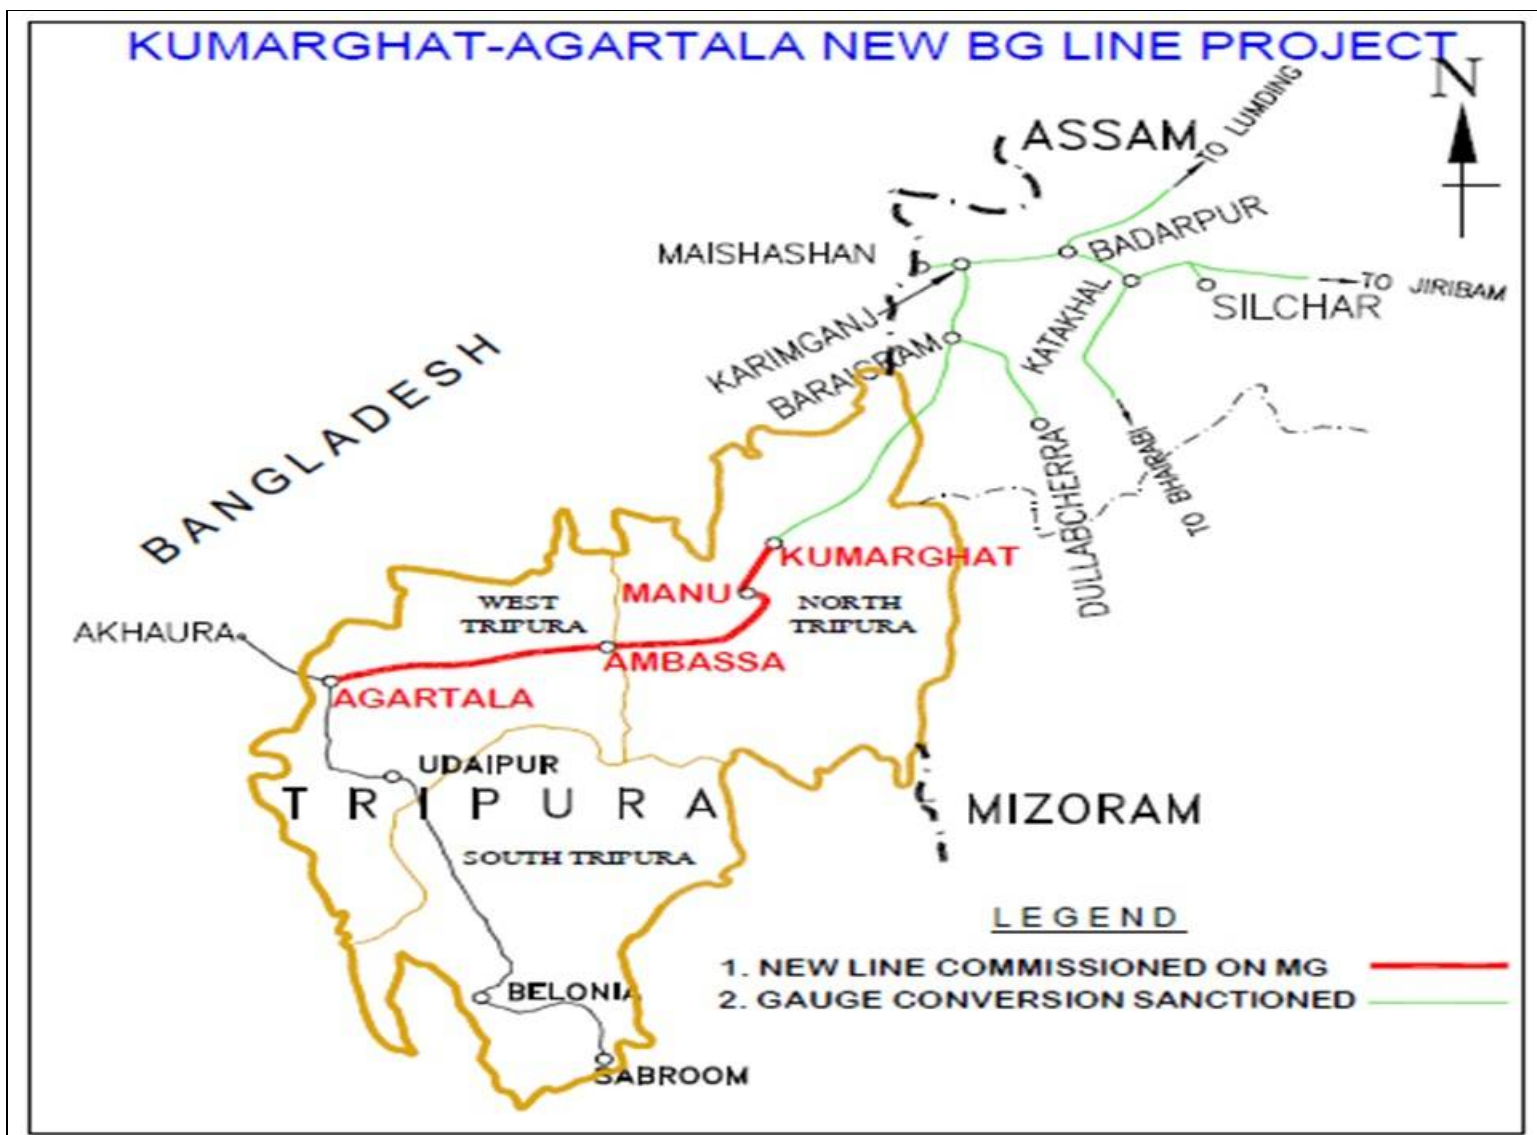 KUMARGHAT-AGARTALA NEW BG LINE PROJECT
N
ASSAM
TO LUMDING
MAISHASHAN
BADARPUR
TO JIRIBAM
SILCHAR
KATAKHAL
KARIMGANJ
BARAIGRAM
BANGLADESH
DULLABCHERRA
TO BHAIRABI
KUMARGHAT
MANU
WEST
TRIPURA
NORTH
TRIPURA
AKHAURA
AMBASSA
AGARTALA
UDAIPUR
TRIPURA
MIZORAM
SOUTH TRIPURA
LEGEND
1. NEW LINE COMMISSIONED ON MG
2. GAUGE CONVERSION SANCTIONED
BELONIA
SABROOM